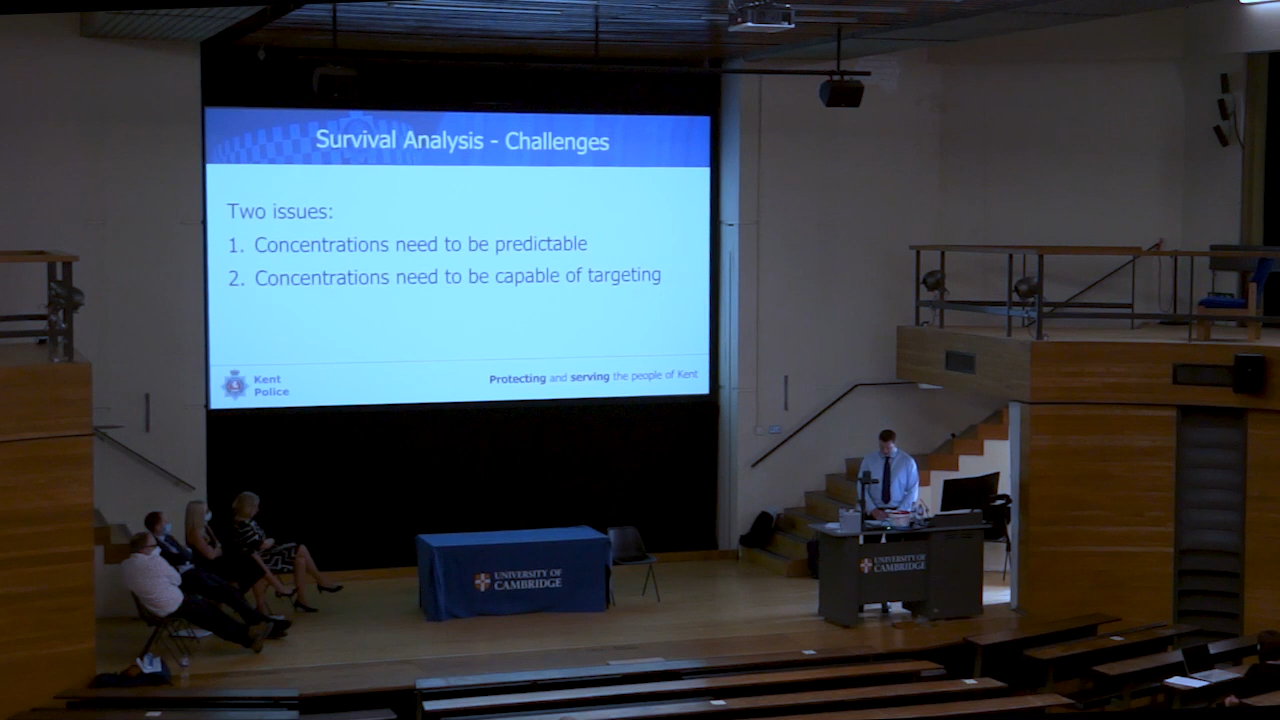 Survival Analysis - Challenges
Two issues:
1. Concentrations need to be predictable
2. Concentrations need to be capable of targeting
Kent
Police
Protecting and serving the people of Kent
UNIVERSITY OF
CAMBRIDGE
UNIVERSITY OF
CAMBRIDGE